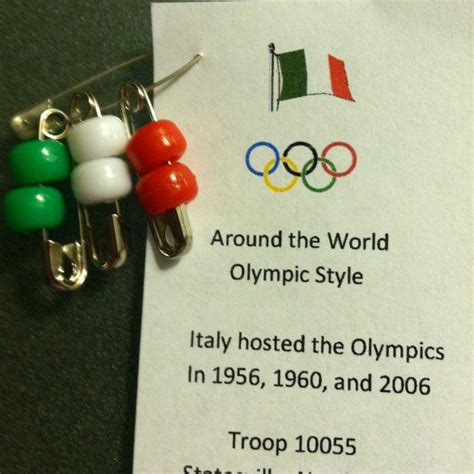 Around the World
Olympic Style
Italy hosted the Olympics
In 1956, 1960, and 2006
Troop 10055